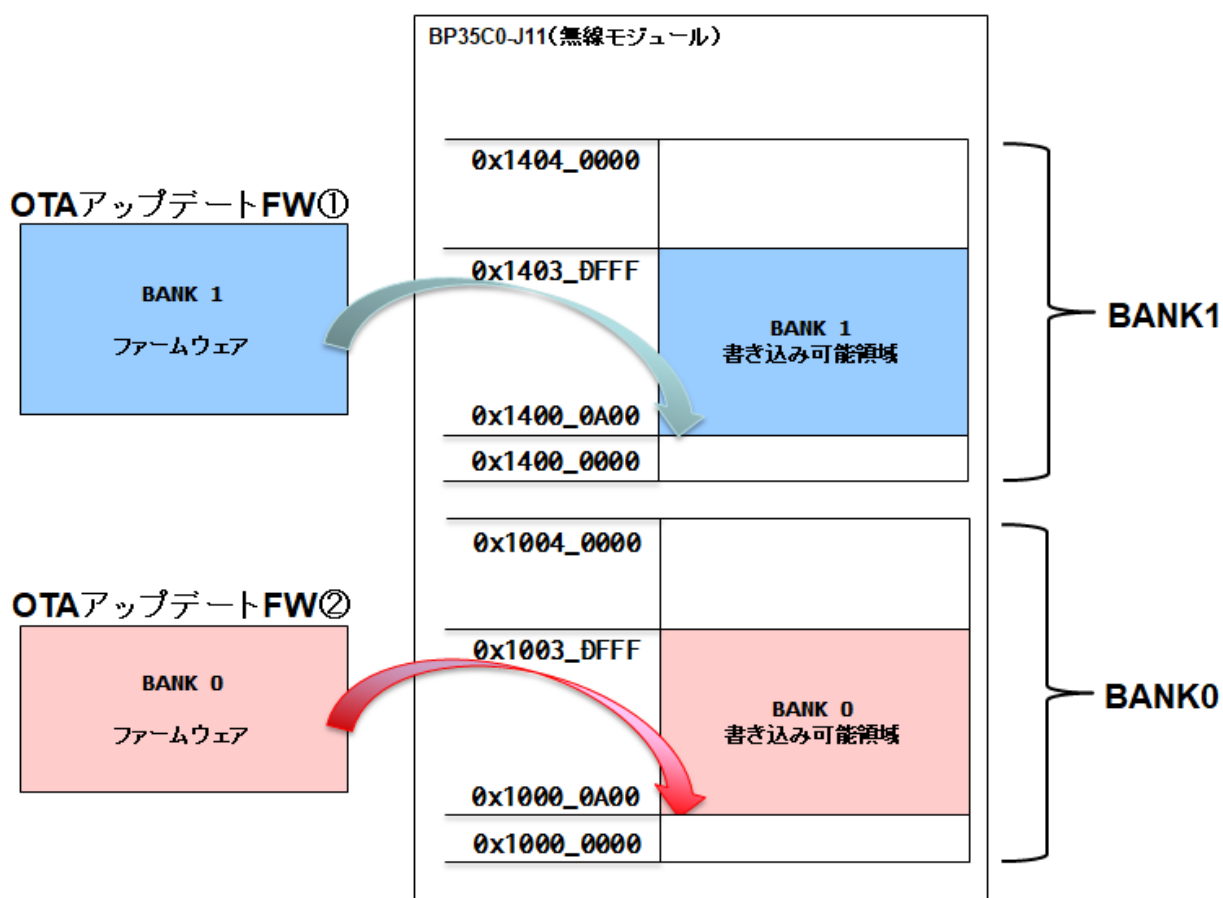 BP35C0-J11(無線モジュール)
0x1404_0000
OTAアップデートFW①
BANK 1
ファームウェア
0x1403_DFFF
BANK 1
書き込み可能領域
0x1400_0A00
0x1400_0000
BANK1
0x1004_0000
OTAアップデートFW②
BANK 0
ファームウェア
0x1003_DFFF
BANK 0
書き込み可能領域
0x1000_0A00
0x1000_0000
BANK0